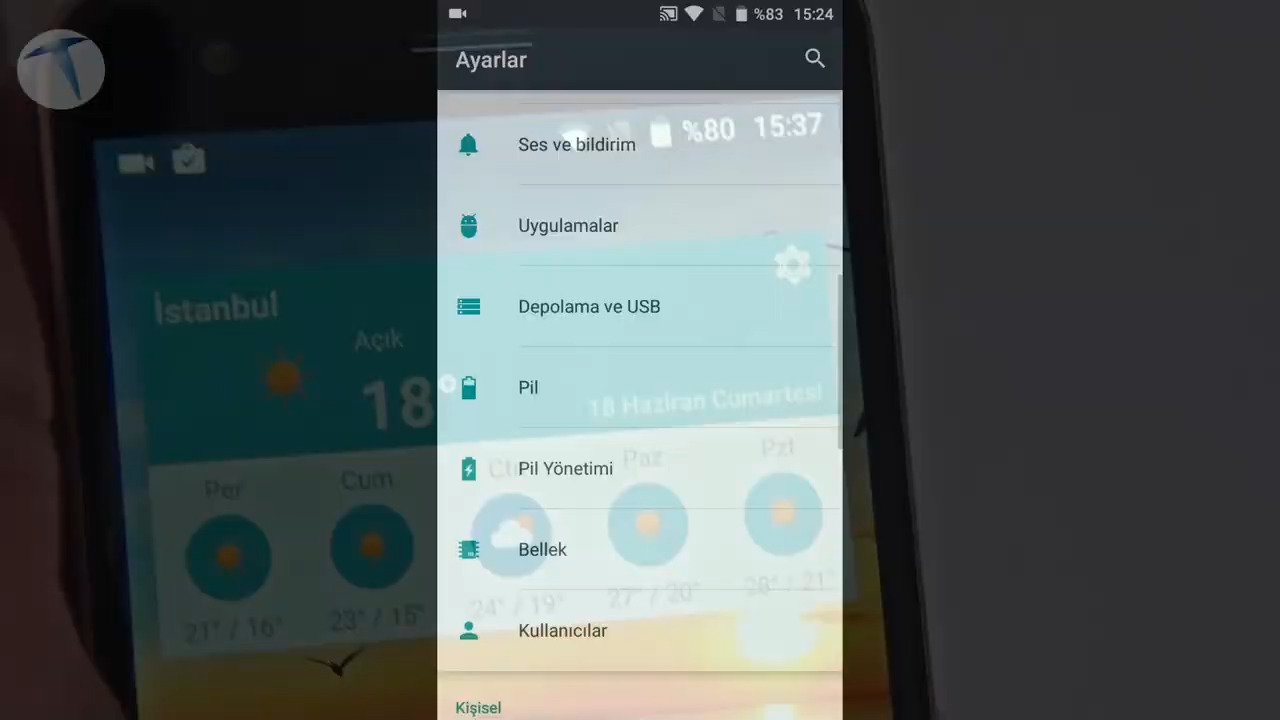 %83 15:24
Ayarlar
%80 15:37
Ses ve bildirim
Uygulamalar
İstanbul
Depolama ve USB
Açık
18
Pil
18 Haziran Cumartesi
Per
Cum
Pil Yönetimi
Paz
Pzt
Bellek
21° / 16°
23° / 15°
24° / 19°
27° / 20°
28° / 21°
Kullanıcılar
Kişisel